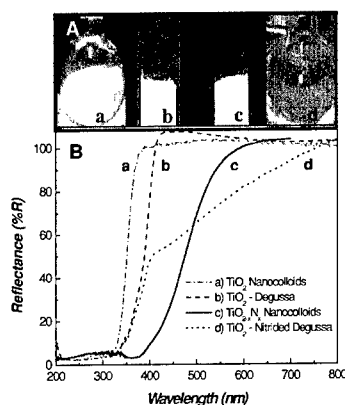 A
a b c d
B
a b c d
100
80
60
40
20
0
Reflectance (%R)
a) TiO2 Nanocolloids
b) TiO2 - Degussa
c) TiO2-xNx Nanocolloids
d) TiO2 - Nitrided Degussa
200 300 400 500 600 700 800
Wavelength (nm)